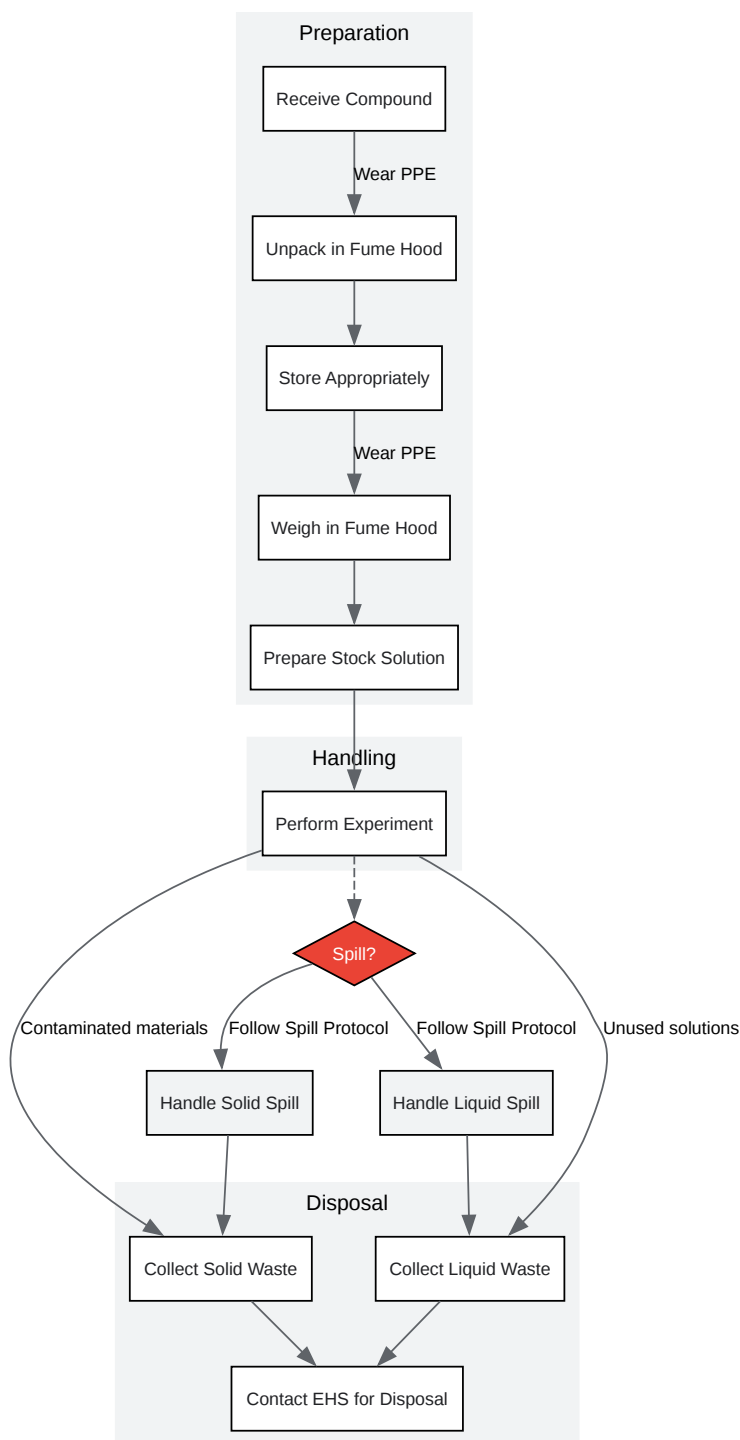 Preparation
Receive Compound
Wear PPE
Unpack in Fume Hood
Store Appropriately
Wear PPE
Weigh in Fume Hood
Prepare Stock Solution
Handling
Perform Experiment
Spill?
Contaminated materials
Follow Spill Protocol
Follow Spill Protocol
Unused solutions
Handle Solid Spill
Handle Liquid Spill
Disposal
Collect Solid Waste
Collect Liquid Waste
Contact EHS for Disposal